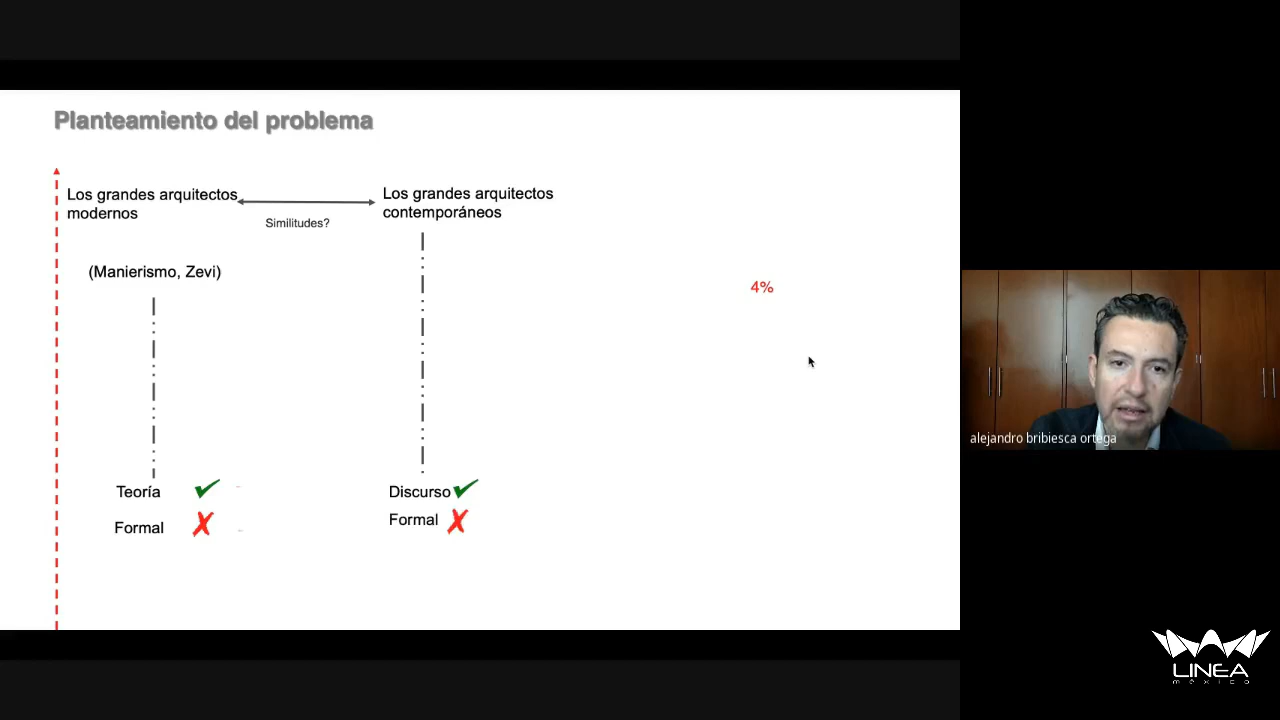 Planteamiento del problema
Los grandes arquitectos
modernos
Similitudes?
Los grandes arquitectos
contemporáneos
(Manierismo, Zevi)
4%
Teoría
Formal
Discurso
Formal
alejandro bribiesca ortega
LINEA
méxico